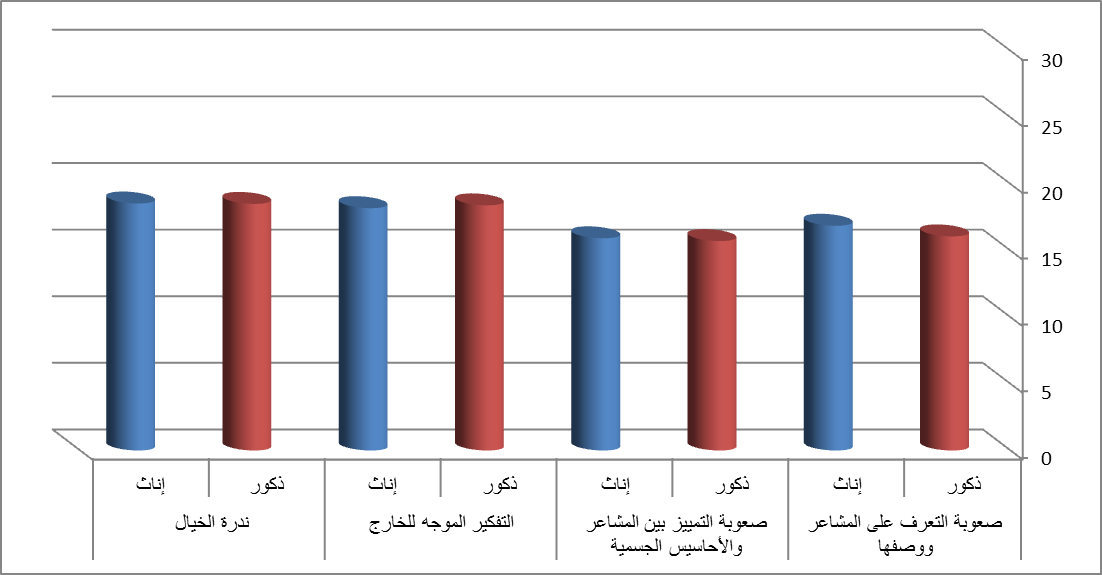 30
25
20
15
10
5
0
ذكور
إناث
ذكور
إناث
ذكور
إناث
ذكور
إناث
صعوبة التعرف على المشاعر
ووصفها
صعوبة التمييز بين المشاعر
والأحاسيس الجسمية
التفكير الموجه للخارج
ندرة الخيال